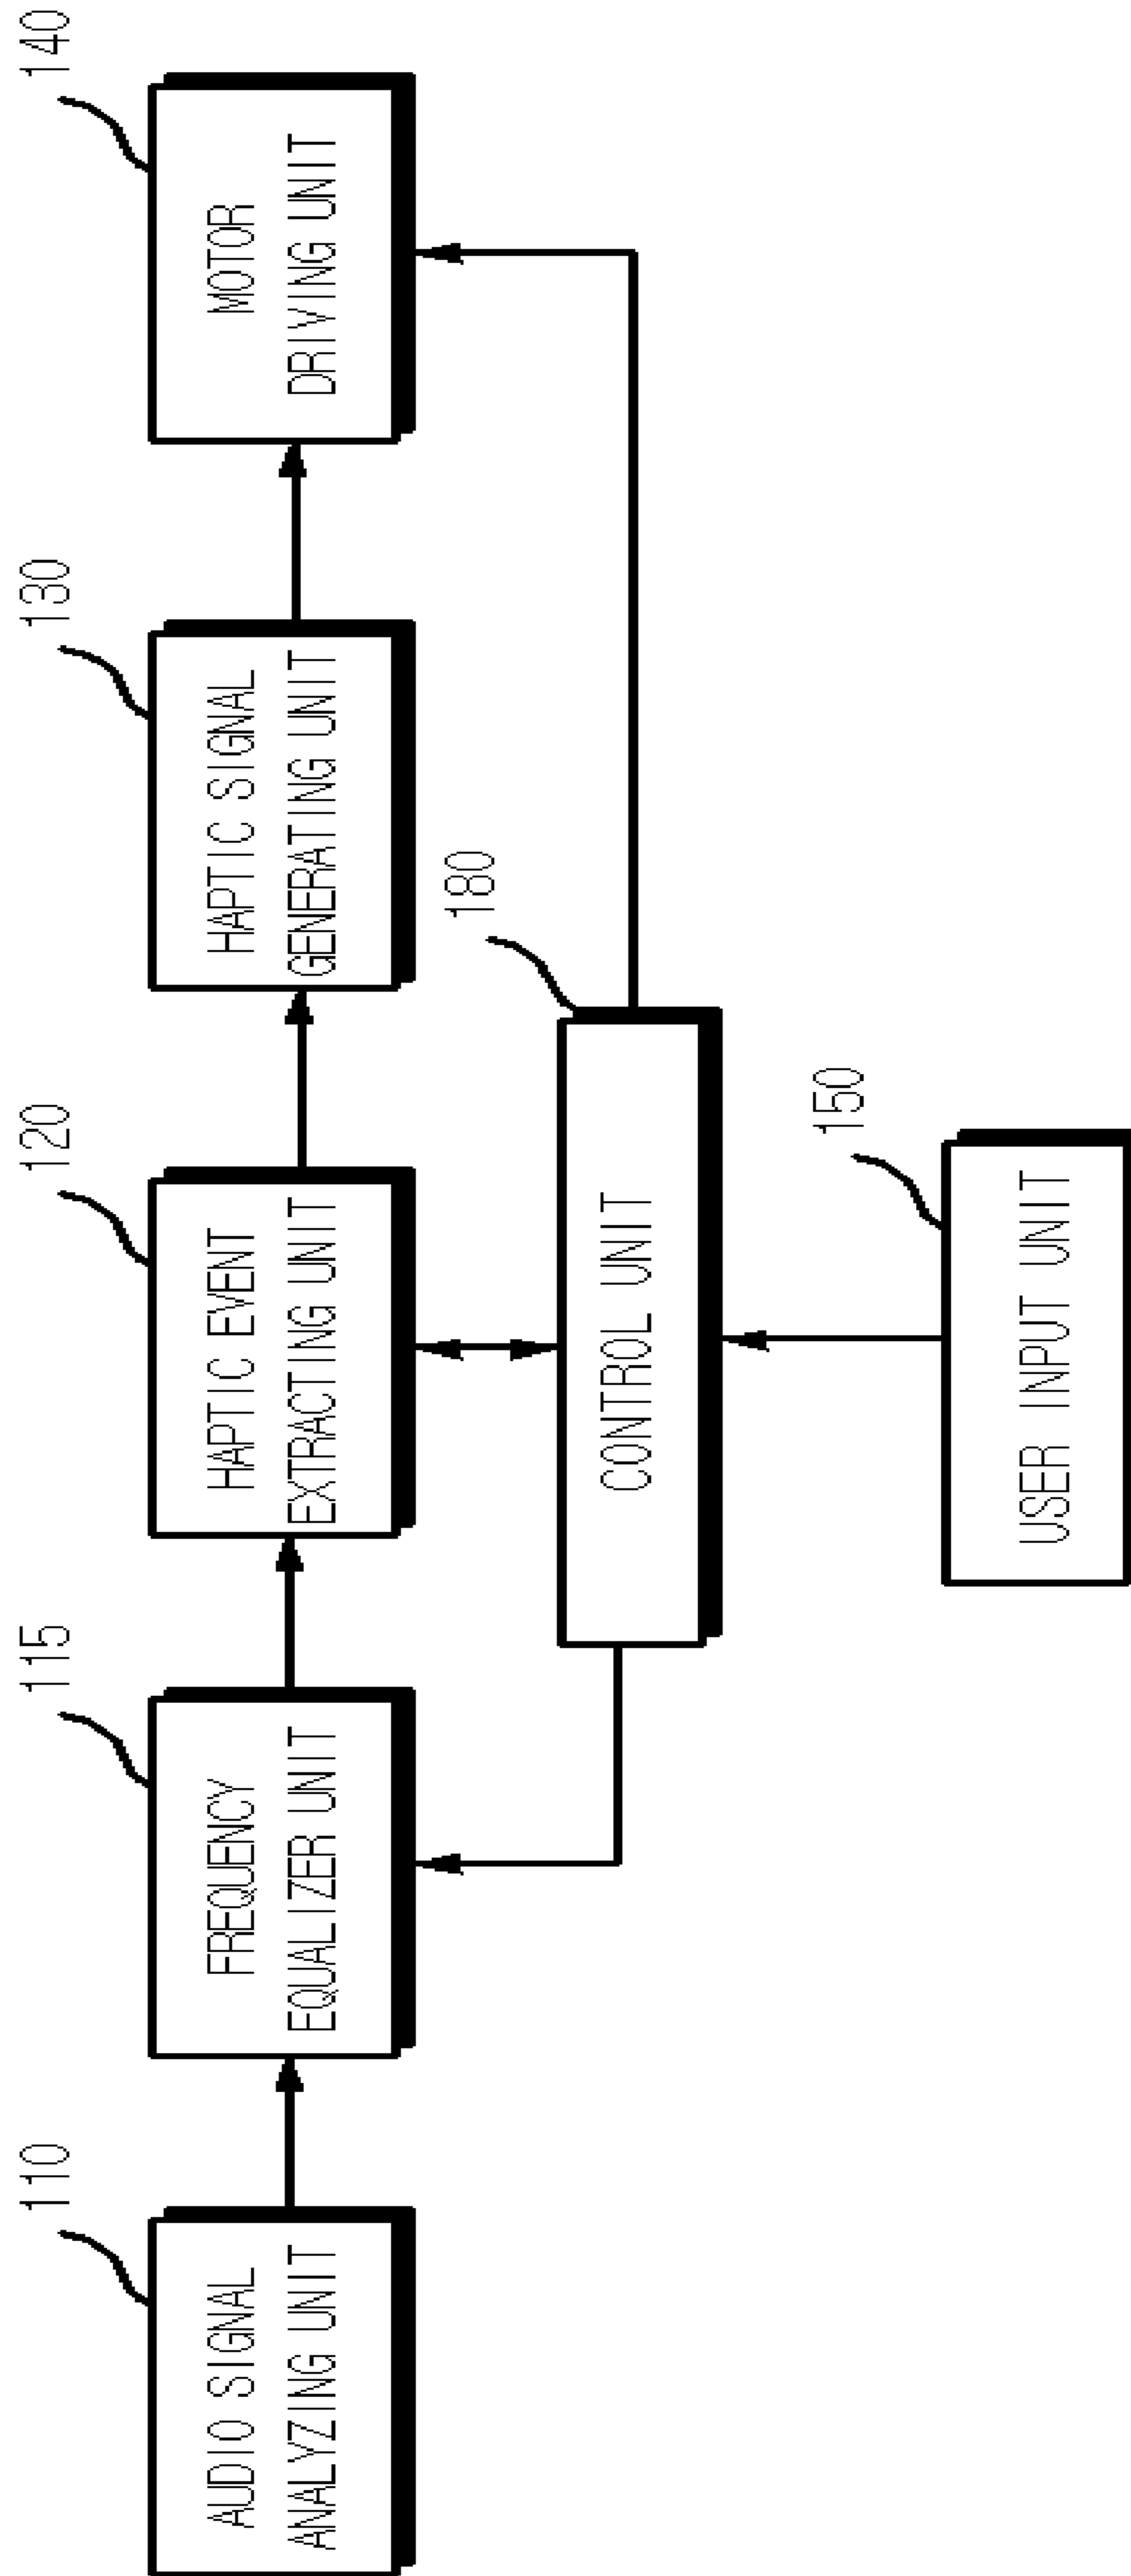 110
AUDIO SIGNAL
ANALYZING UNIT
115
FREQUENCY
EQUALIZER UNIT
120
HAPTIC EVENT
EXTRACTING UNIT
130
HAPTIC SIGNAL
GENERATING UNIT
140
MOTOR
DRIVING UNIT
180
CONTROL UNIT
150
USER INPUT UNIT